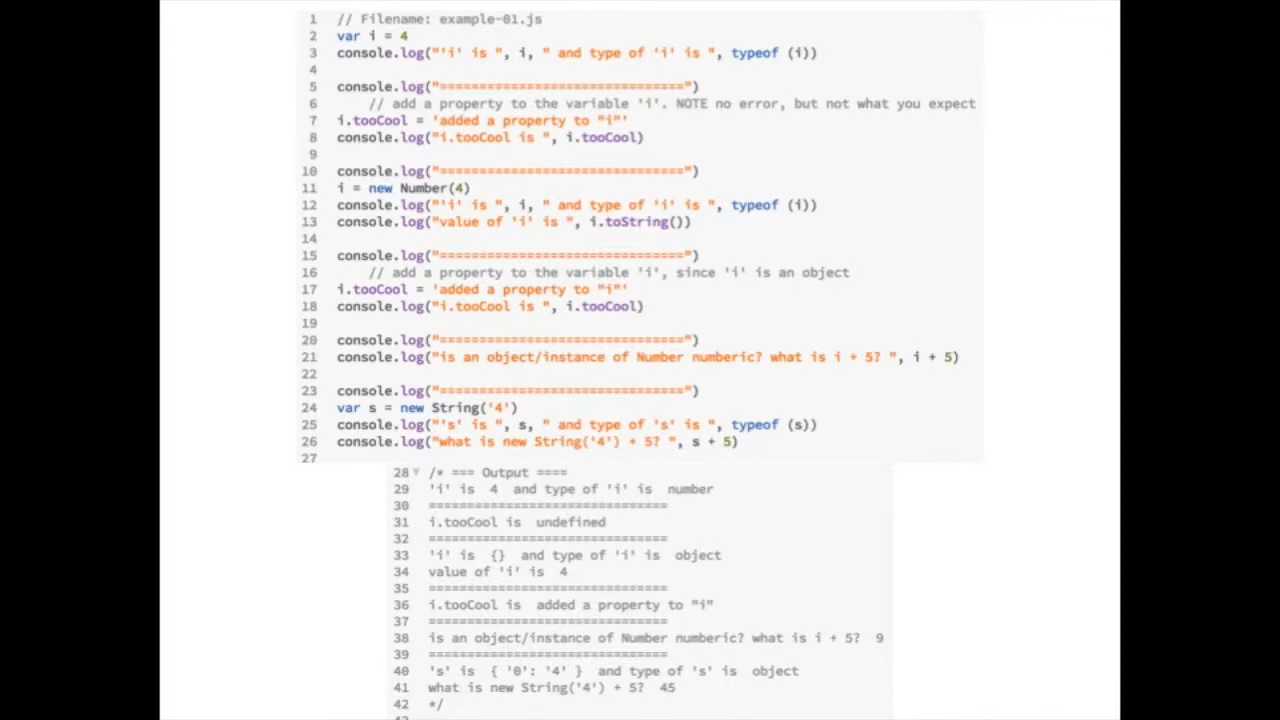 1 // Filename: example-01.js
2 var i = 4
3 console.log("'i' is ", i, " and type of 'i' is ", typeof (i))
4
5 console.log("===============================")
6 // add a property to the variable 'i'. NOTE no error, but not what you expect
7 i.tooCool = 'added a property to "i"'
8 console.log("i.tooCool is ", i.tooCool)
9
10 console.log("===============================")
11 i = new Number(4)
12 console.log("'i' is ", i, " and type of 'i' is ", typeof (i))
13 console.log("value of 'i' is ", i.toString())
14
15 console.log("===============================")
16 // add a property to the variable 'i', since 'i' is an object
17 i.tooCool = 'added a property to "i"'
18 console.log("i.tooCool is ", i.tooCool)
19
20 console.log("===============================")
21 console.log("is an object/instance of Number numberic? what is i + 5? ", i + 5)
22
23 console.log("===============================")
24 var s = new String('4')
25 console.log("'s' is ", s, " and type of 's' is ", typeof (s))
26 console.log("what is new String('4') + 5? ", s + 5)
27
28 /* === Output ====
29 'i' is 4 and type of 'i' is number
30 ===============================
31 i.tooCool is undefined
32 ===============================
33 'i' is {} and type of 'i' is object
34 value of 'i' is 4
35 ===============================
36 i.tooCool is added a property to "i"
37 ===============================
38 is an object/instance of Number numberic? what is i + 5? 9
39 ===============================
40 's' is { '0': '4' } and type of 's' is object
41 what is new String('4') + 5? 45
42 */